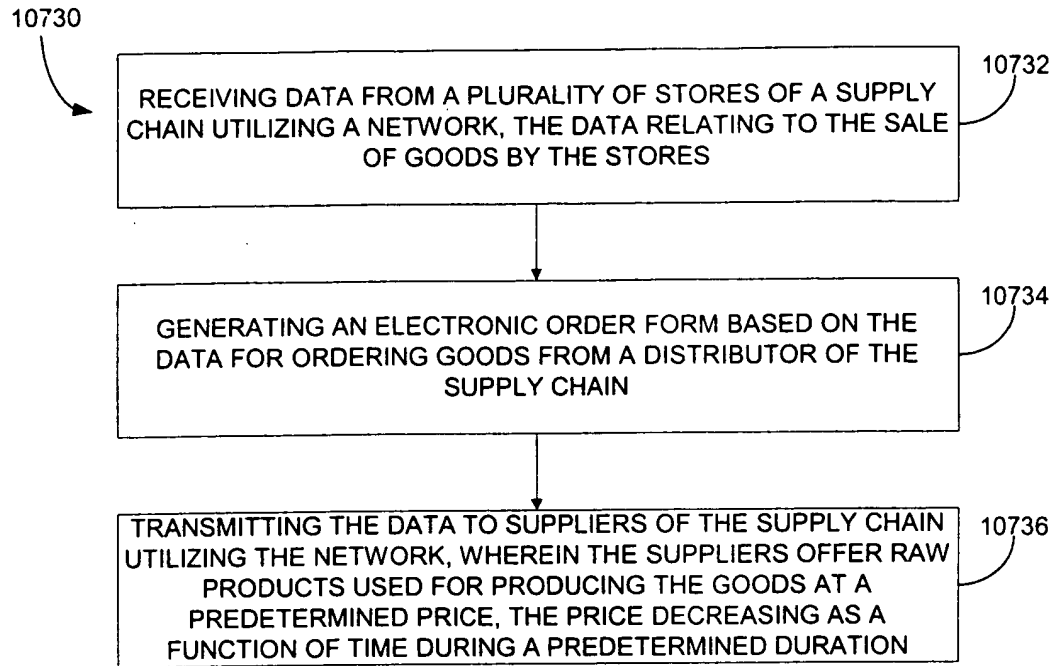 10730
10732
RECEIVING DATA FROM A PLURALITY OF STORES OF A SUPPLY
CHAIN UTILIZING A NETWORK, THE DATA RELATING TO THE SALE
OF GOODS BY THE STORES
10734
GENERATING AN ELECTRONIC ORDER FORM BASED ON THE
DATA FOR ORDERING GOODS FROM A DISTRIBUTOR OF THE
SUPPLY CHAIN
10736
TRANSMITTING THE DATA TO SUPPLIERS OF THE SUPPLY CHAIN
UTILIZING THE NETWORK, WHEREIN THE SUPPLIERS OFFER RAW
PRODUCTS USED FOR PRODUCING THE GOODS AT A
PREDETERMINED PRICE, THE PRICE DECREASING AS A
FUNCTION OF TIME DURING A PREDETERMINED DURATION